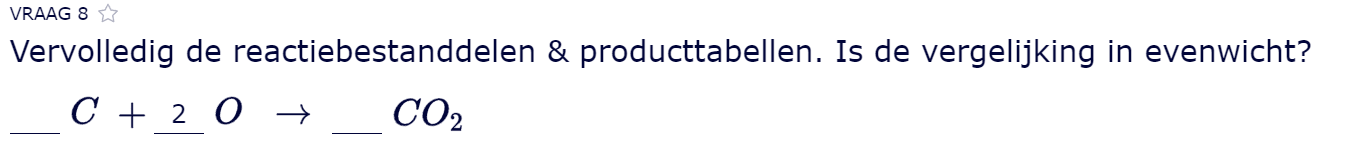 VRAAG 8 ☆
Vervolledig de reactiebestanddelen & producttabellen. Is de vergelijking in evenwicht?
___ C + 2 O → ___ CO₂